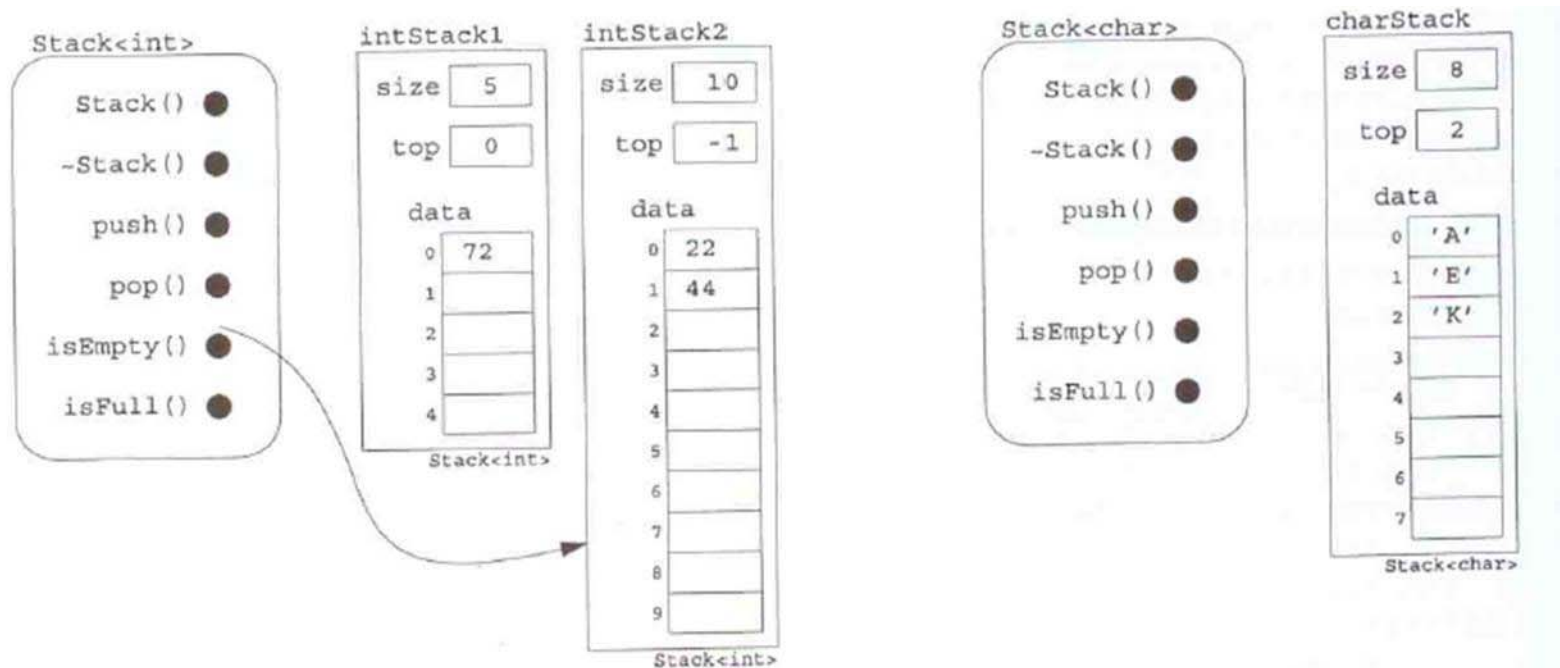 Stack<int>
Stack()
~Stack()
push()
pop()
isEmpty()
isFull()
intStack1
size 5
top 0
data
0 72
1
2
3
4
Stack<int>
intStack2
size 10
top -1
data
0 22
1 44
2
3
4
5
6
7
8
9
Stack<int>
Stack<char>
Stack()
~Stack()
push()
pop()
isEmpty()
isFull()
charStack
size 8
top 2
data
0 'A'
1 'E'
2 'K'
3
4
5
6
7
Stack<char>